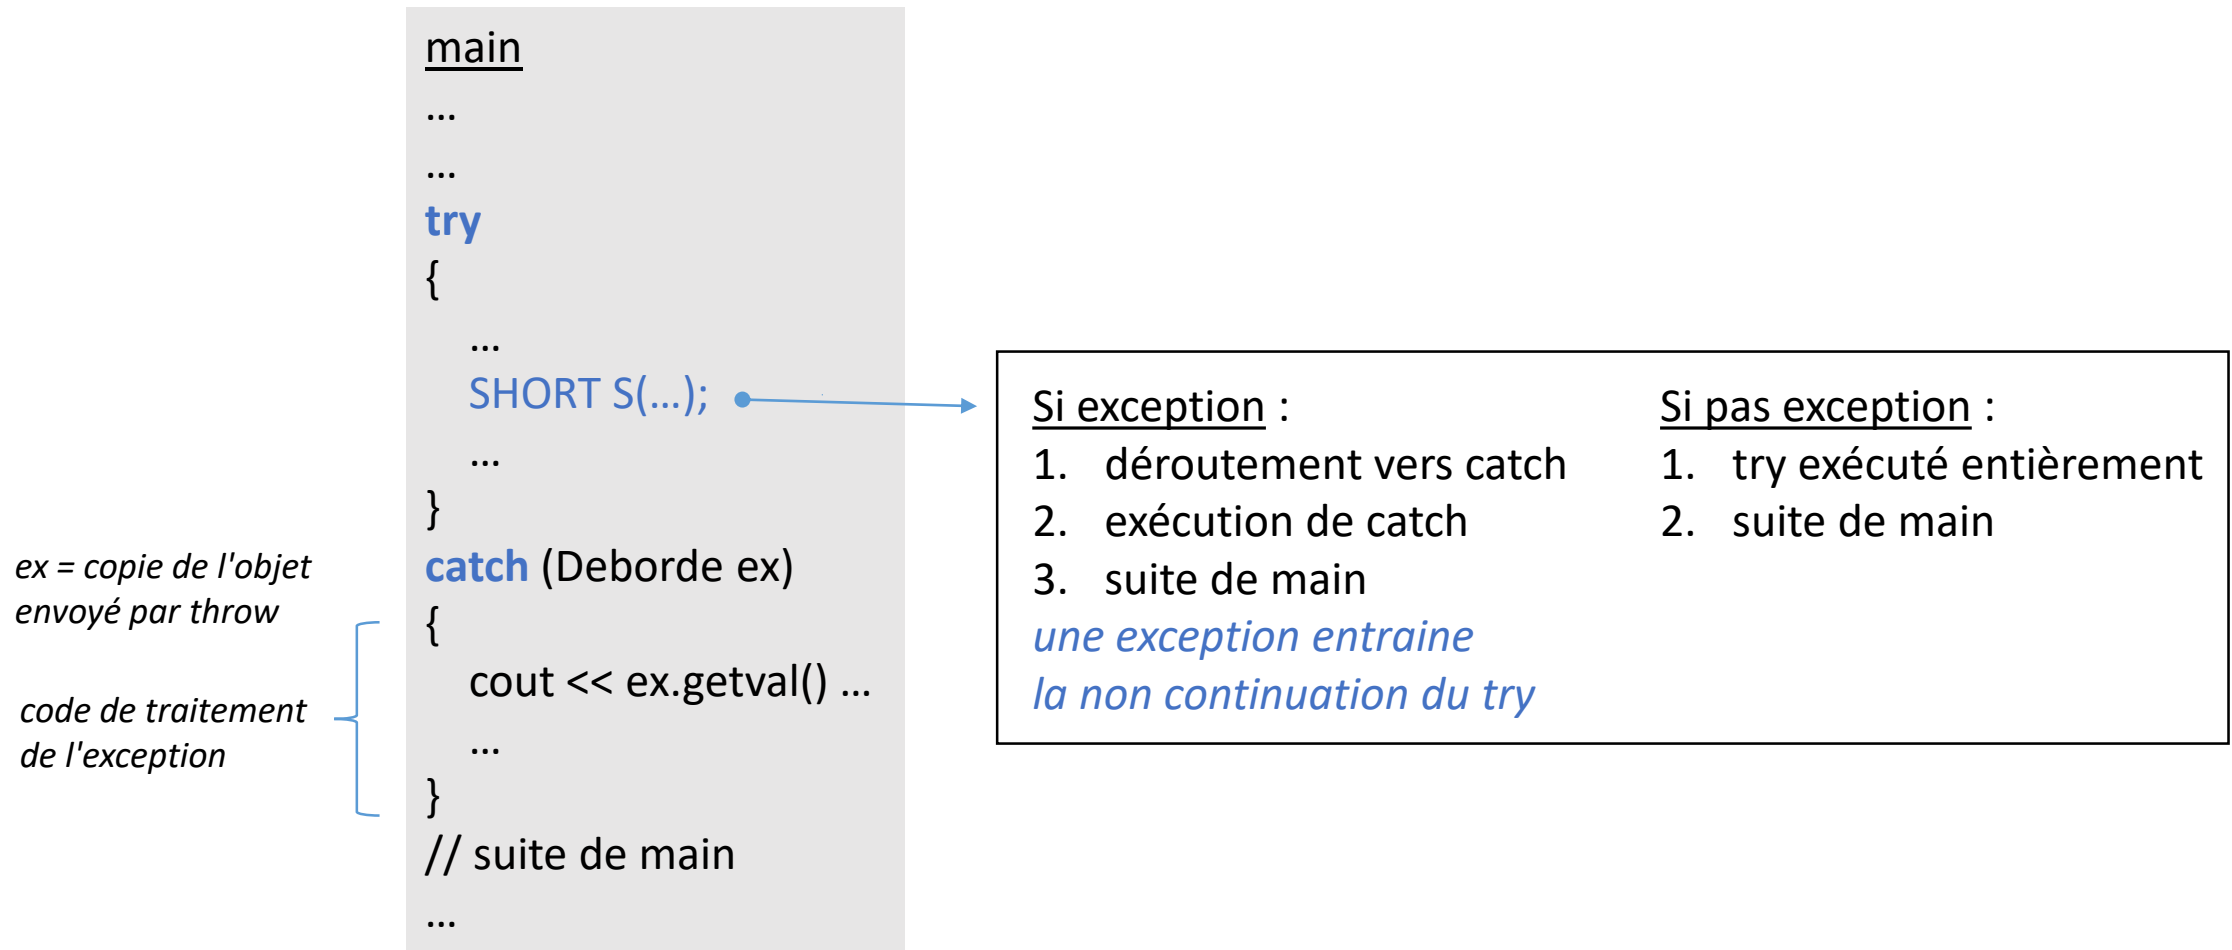 main
…
…
try
{
…
SHORT S(…);
…
}
catch (Deborde ex)
{
cout << ex.getval() …
…
}
// suite de main
…
ex = copie de l'objet
envoyé par throw
code de traitement
de l'exception
Si exception :
1. déroutement vers catch
2. exécution de catch
3. suite de main
une exception entraine
la non continuation du try
Si pas exception :
1. try exécuté entièrement
2. suite de main